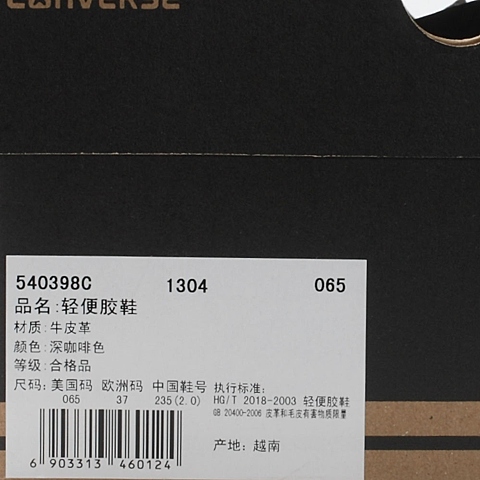 CONVERSE
540398C 1304 065
品名:轻便胶鞋
材质:牛皮革
颜色:深咖啡色
等级:合格品
尺码:美国码 欧洲码 中国鞋号
065 37 235(2.0)
执行标准:
HG/T 2018-2003 轻便胶鞋
GB 20400-2006 皮革和毛皮有害物质限量
产地: 越南
6 903313 460124